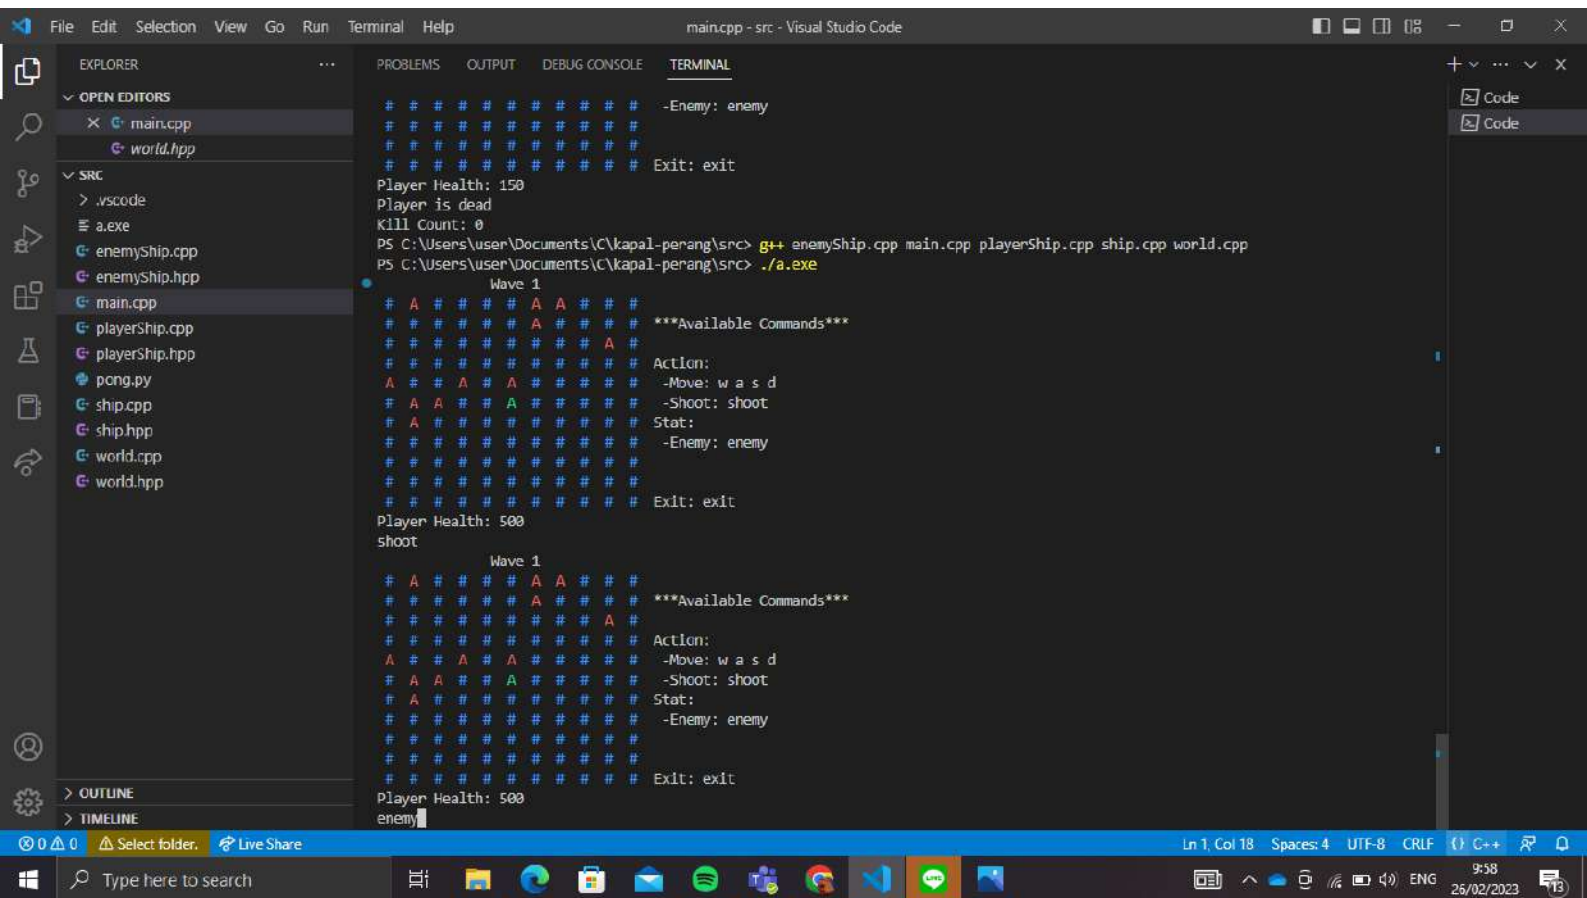 File Edit Selection View Go Run Terminal Help main.cpp - src - Visual Studio Code
EXPLORER ...
OPEN EDITORS
main.cpp
world.hpp
SRC
.vscode
a.exe
enemyShip.cpp
enemyShip.hpp
main.cpp
playerShip.cpp
playerShip.hpp
pong.py
ship.cpp
ship.hpp
world.cpp
world.hpp
OUTLINE
TIMELINE
PROBLEMS OUTPUT DEBUG CONSOLE TERMINAL
# # # # # # # # # # # -Enemy: enemy
# # # # # # # # # # #
# # # # # # # # # # #
# # # # # # # # # # # Exit: exit
Player Health: 150
Player is dead
Kill Count: 0
PS C:\Users\user\Documents\C\kapal-perang\src> g++ enemyShip.cpp main.cpp playerShip.cpp ship.cpp world.cpp
PS C:\Users\user\Documents\C\kapal-perang\src> ./a.exe
Wave 1
# A # # # # A A # # #
# # # # # # A # # # # ***Available Commands***
# # # # # # # # # A #
# # # # # # # # # # # Action:
A # # A # A # # # # # -Move: w a s d
# A A # # A # # # # # -Shoot: shoot
# A # # # # # # # # # Stat:
# # # # # # # # # # # -Enemy: enemy
# # # # # # # # # # #
# # # # # # # # # # #
# # # # # # # # # # # Exit: exit
Player Health: 500
shoot
Wave 1
# A # # # # A A # # #
# # # # # # A # # # # ***Available Commands***
# # # # # # # # # A #
# # # # # # # # # # # Action:
A # # A # A # # # # # -Move: w a s d
# A A # # A # # # # # -Shoot: shoot
# A # # # # # # # # # Stat:
# # # # # # # # # # # -Enemy: enemy
# # # # # # # # # # #
# # # # # # # # # # #
# # # # # # # # # # # Exit: exit
Player Health: 500
enemy
Code
Code
0 0 Select folder. Live Share Ln 1, Col 18 Spaces: 4 UTF-8 CRLF {} C++
Type here to search ENG 9:58
26/02/2023 13